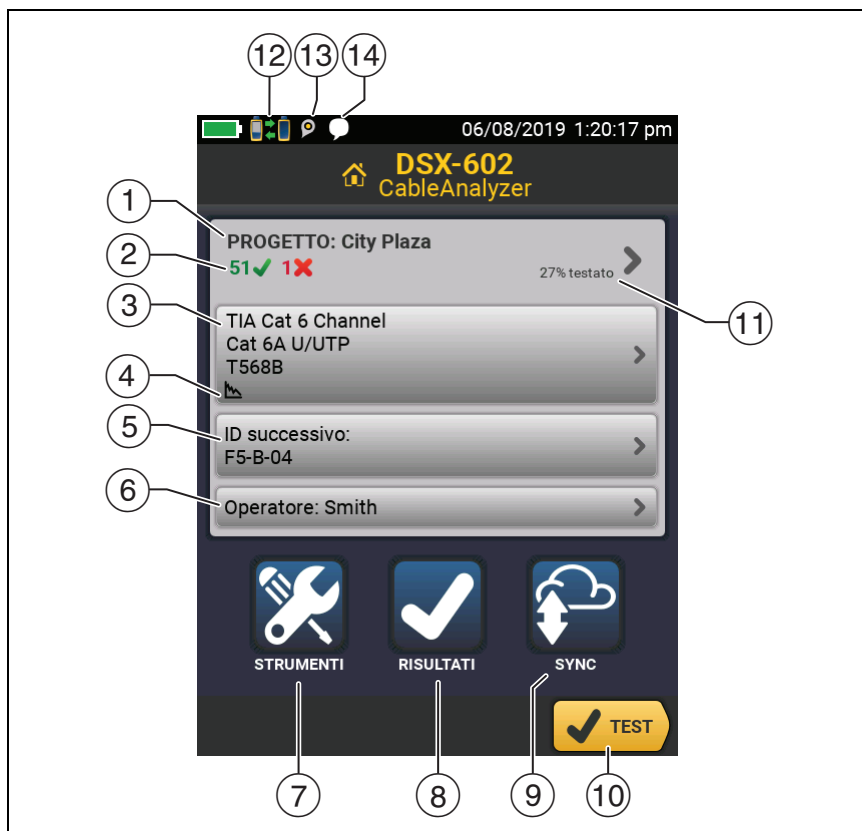 12 13 14
06/08/2019 1:20:17 pm
DSX-602
CableAnalyzer
1
PROGETTO: City Plaza
2
51 1
27% testato
11
3
TIA Cat 6 Channel
Cat 6A U/UTP
T568B
4
5
ID successivo:
F5-B-04
6
Operatore: Smith
STRUMENTI RISULTATI SYNC
TEST
7 8 9 10